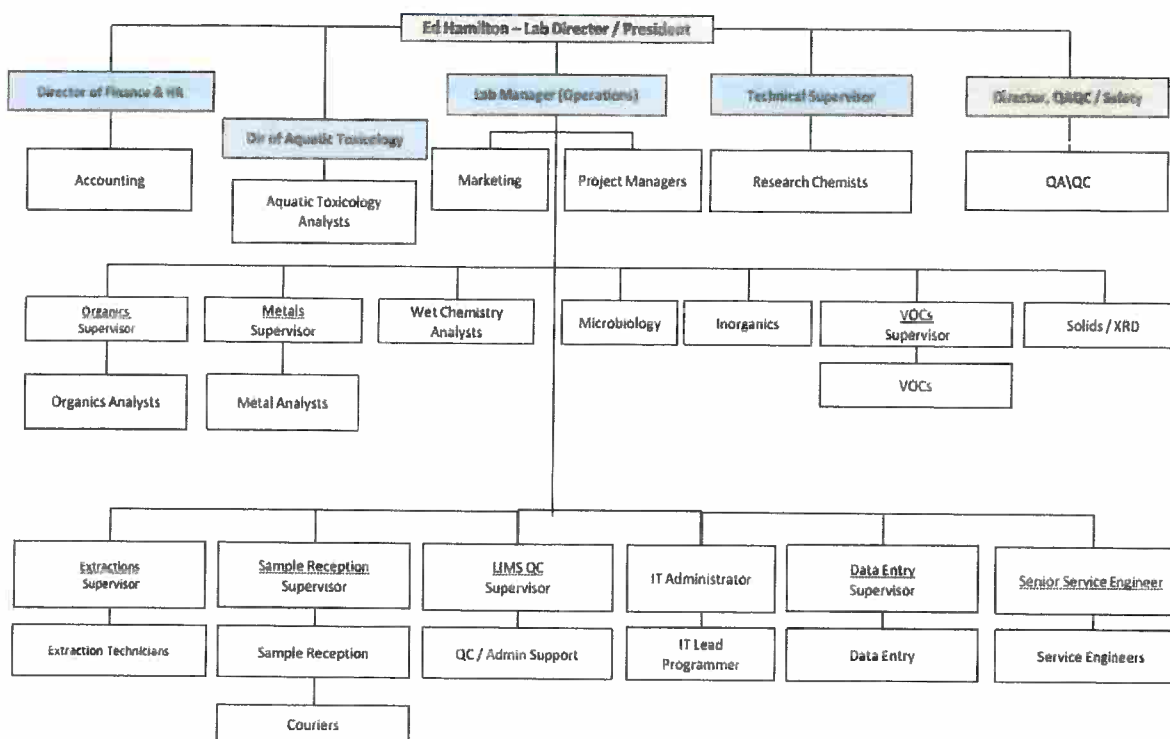 Ed Hamilton – Lab Director / President
Director of Finance & HR
Lab Manager (Operations)
Technical Supervisor
Director, QAQC / Safety
Dir of Aquatic Toxicology
Accounting
Marketing
Project Managers
Research Chemists
QA\QC
Aquatic Toxicology
Analysts
Organics
Supervisor
Metals
Supervisor
Wet Chemistry
Analysts
Microbiology
Inorganics
VOCs
Supervisor
Solids / XRD
Organics Analysts
Metal Analysts
VOCs
Extractions
Supervisor
Sample Reception
Supervisor
LIMS QC
Supervisor
IT Administrator
Data Entry
Supervisor
Senior Service Engineer
Extraction Technicians
Sample Reception
QC / Admin Support
IT Lead
Programmer
Data Entry
Service Engineers
Couriers